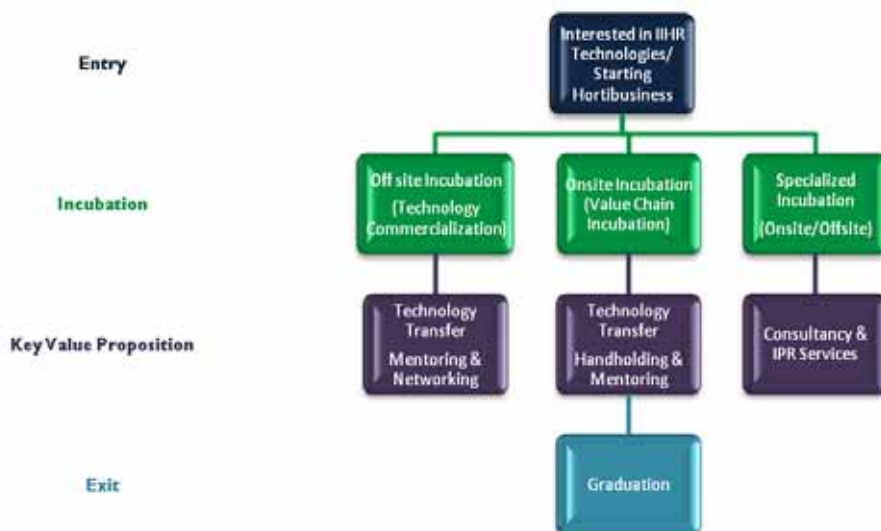 Entry
Interested in IIHR
Technologies/
Starting
Hortibusiness
Incubation
Off site Incubation
(Technology
Commercialization)
Onsite Incubation
(Value Chain
Incubation)
Specialized
Incubation
(Onsite/Offsite)
Key Value Proposition
Technology
Transfer
Mentoring &
Networking
Technology
Transfer
Handholding &
Mentoring
Consultancy &
IPR Services
Exit
Graduation